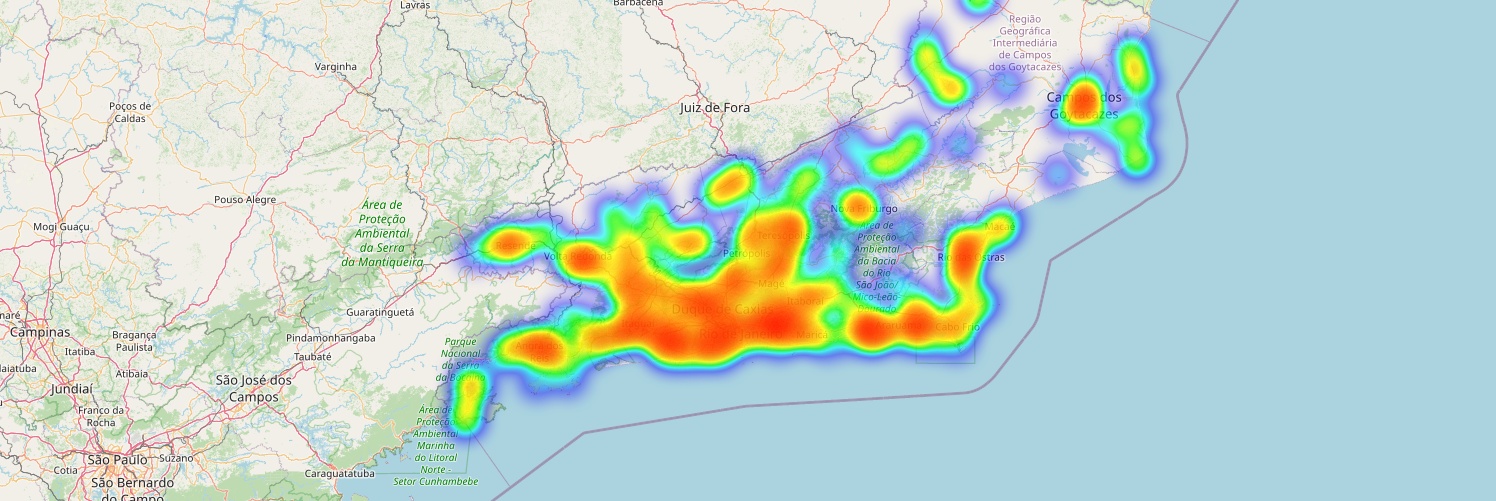 Lavras
Barbacena
Região
Geográfica
Intermediária
de Campos
dos Goytacazes
Varginha
Poços de
Caldas
Juiz de Fora
Campos dos
Goytacazes
Pouso Alegre
Área de
Proteção
Ambiental
da Serra
da Mantiqueira
Mogi Guaçu
Nova Friburgo
Macaé
Resende
Volta Redonda
Petrópolis
Teresópolis
Área de
Proteção
Ambiental
da Bacia
do Rio
São João/
Mico-Leão-
Dourado
Rio das Ostras
Magé
Itaboraí
Duque de Caxias
Maricá
Cabo Frio
Guaratinguetá
Campinas
Bragança
Paulista
Pindamonhangaba
Taubaté
Itatiba
Atibaia
Jundiaí
São José dos
Campos
Parque
Nacional
da Serra
da Bocaina
Franco da
Rocha
Área de
Proteção
Ambiental
Marinha
do Litoral
Norte -
Setor Cunhambebe
São Paulo
Suzano
Cotia
São Bernardo
do Campo
Caraguatatuba